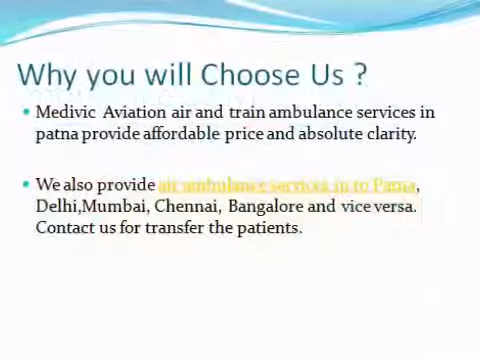 Why you will Choose Us ?
• Medivic Aviation air and train ambulance services in
patna provide affordable price and absolute clarity.
• We also provide air ambulance services in to Patna,
Delhi,Mumbai, Chennai, Bangalore and vice versa.
Contact us for transfer the patients.